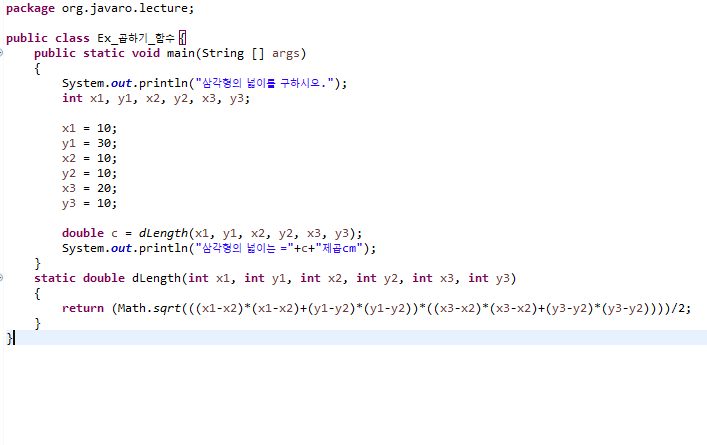 package org.javaro.lecture;
public class Ex_곱하기_함수 {
public static void main(String [] args)
{
System.out.println("삼각형의 넓이를 구하시오.");
int x1, y1, x2, y2, x3, y3;
x1 = 10;
y1 = 30;
x2 = 10;
y2 = 10;
x3 = 20;
y3 = 10;
double c = dLength(x1, y1, x2, y2, x3, y3);
System.out.println("삼각형의 넓이는 ="+c+"제곱cm");
}
static double dLength(int x1, int y1, int x2, int y2, int x3, int y3)
{
return (Math.sqrt(((x1-x2)*(x1-x2)+(y1-y2)*(y1-y2))*((x3-x2)*(x3-x2)+(y3-y2)*(y3-y2))))/2;
}
}